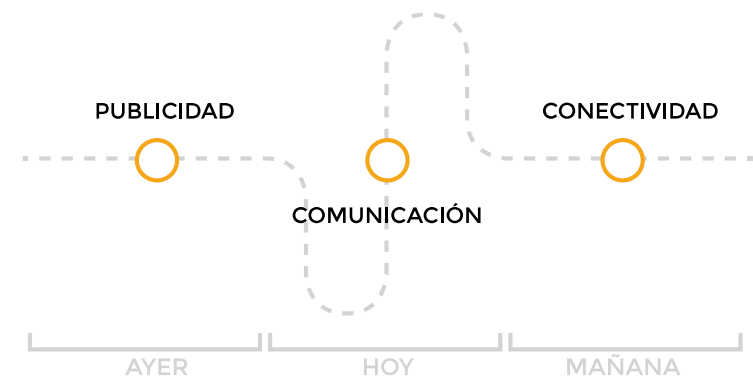 PUBLICIDAD
CONECTIVIDAD
COMUNICACIÓN
AYER
HOY
MAÑANA